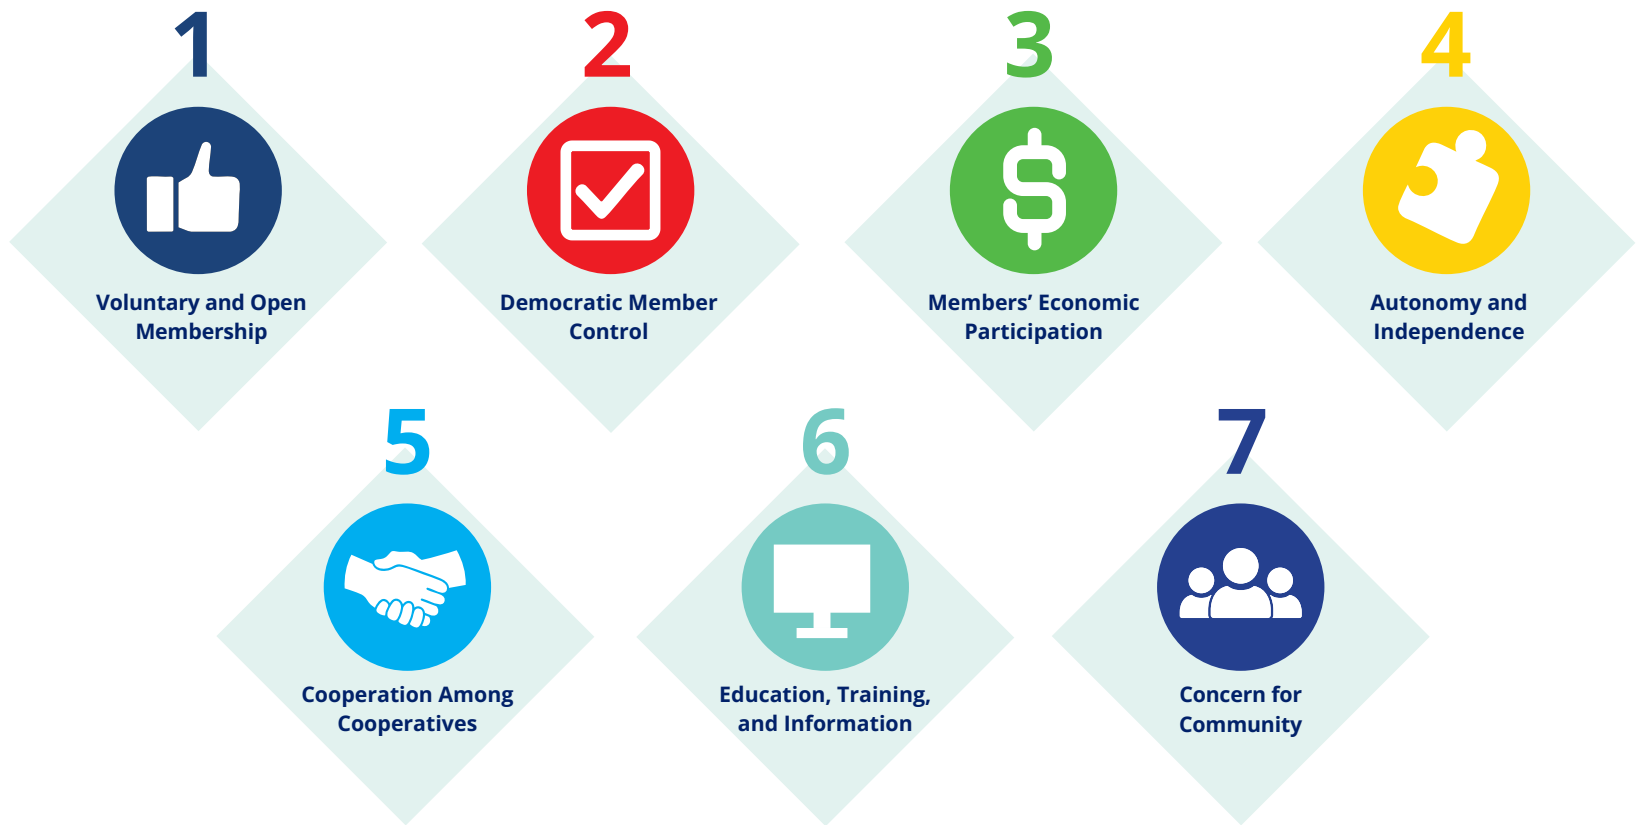 1
2
3
4
Voluntary and Open
Membership
Democratic Member
Control
Members’ Economic
Participation
Autonomy and
Independence
5
6
7
Cooperation Among
Cooperatives
Education, Training,
and Information
Concern for
Community